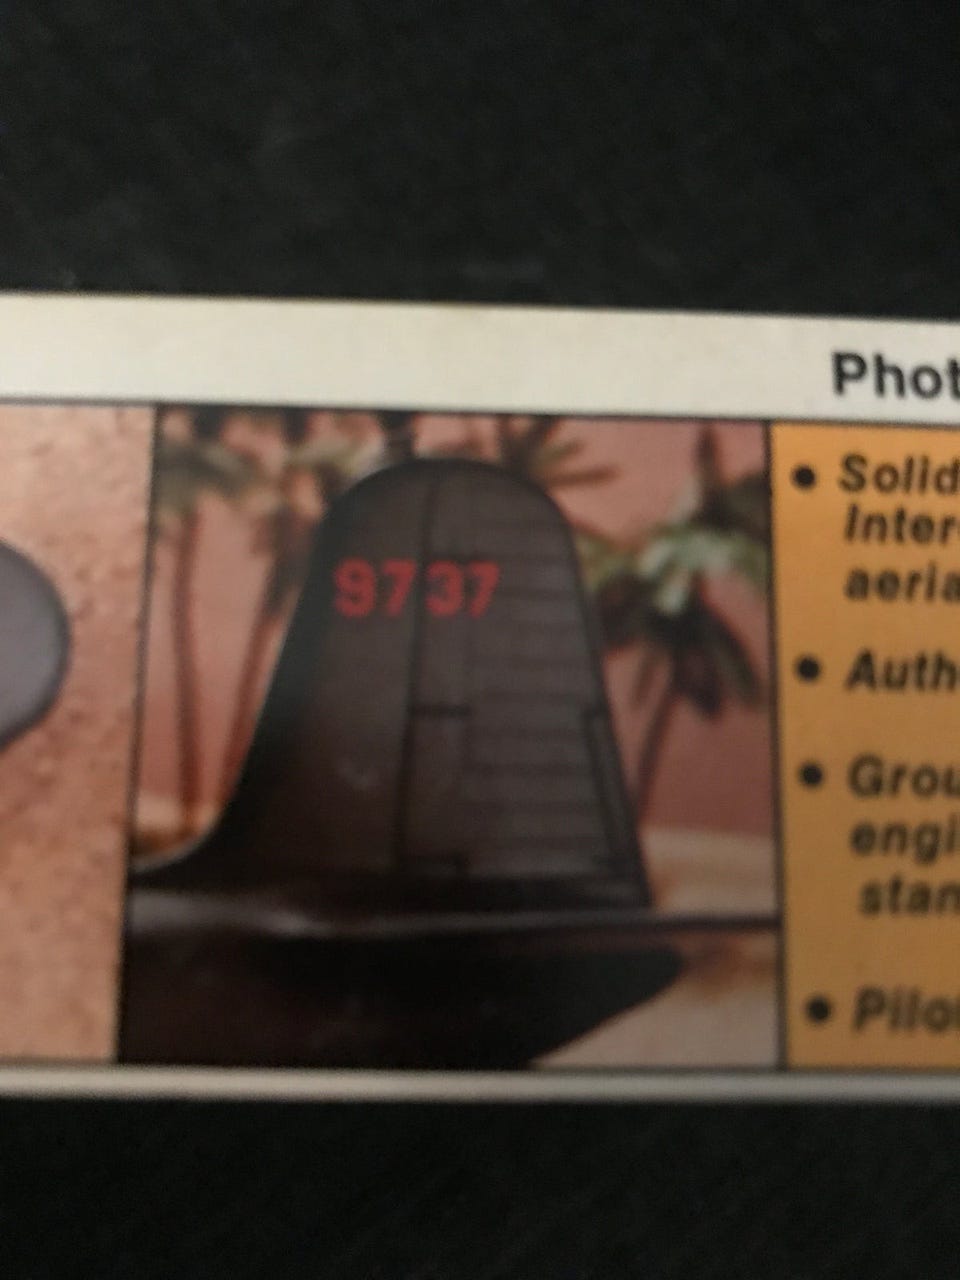 Phot
9737
• Solid
Inter
aeria
• Auth
• Grou
engi
stan
• Pilo